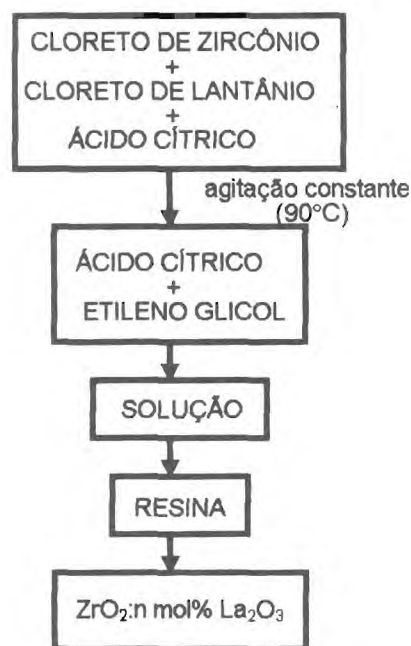 CLORETO DE ZIRCÔNIO
+
CLORETO DE LANTÂNIO
+
ÁCIDO CÍTRICO
agitação constante
(90°C)
ÁCIDO CÍTRICO
+
ETILENO GLICOL
SOLUÇÃO
RESINA
ZrO₂:n mol% La₂O₃